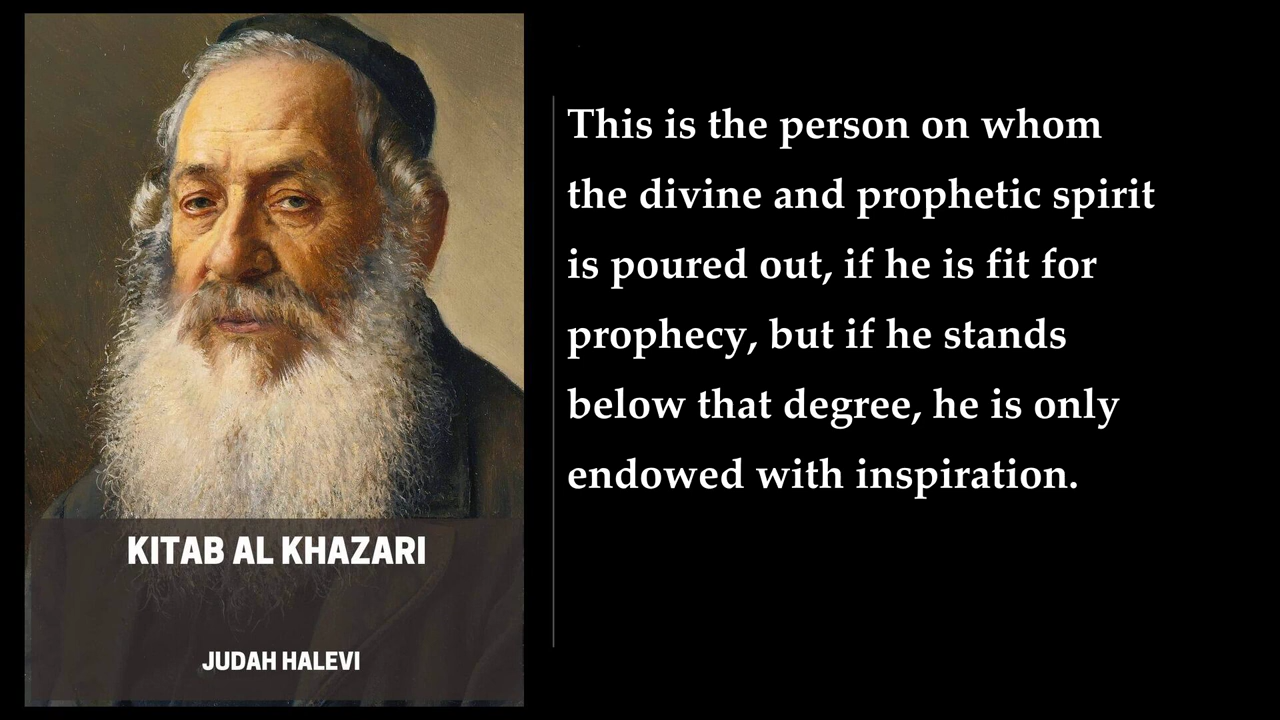 This is the person on whom
the divine and prophetic spirit
is poured out, if he is fit for
prophecy, but if he stands
below that degree, he is only
endowed with inspiration.
KITAB AL KHAZARI
JUDAH HALEVI